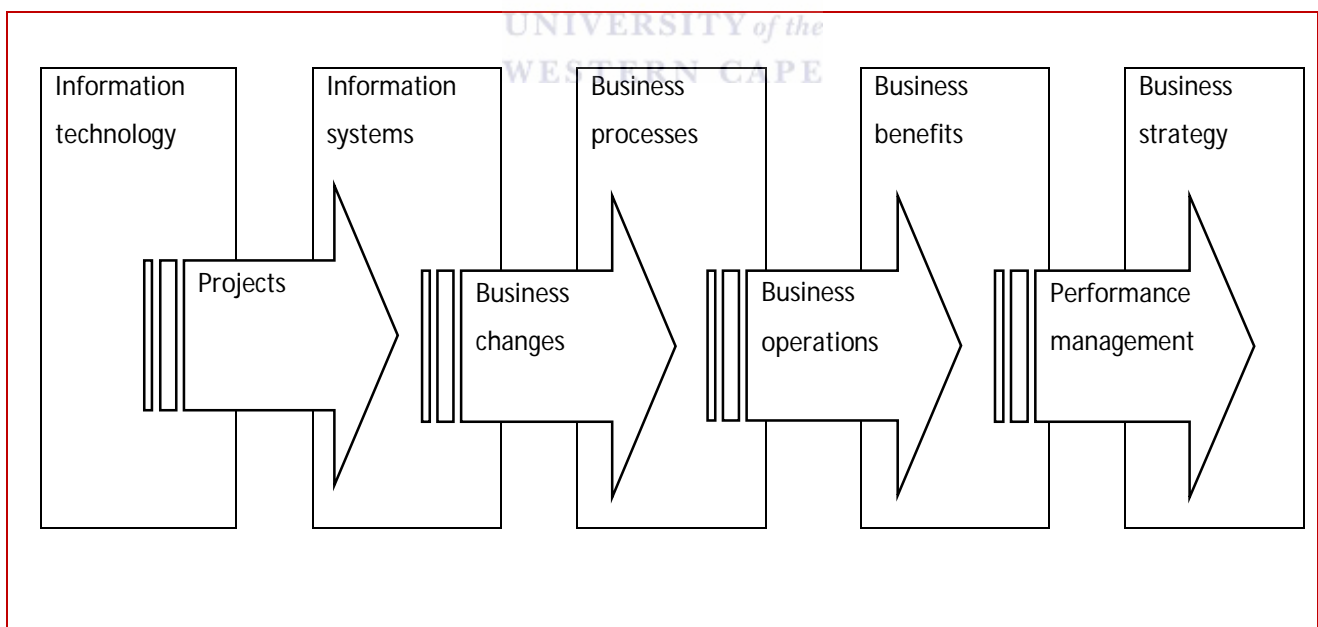 UNIVERSITY of the
WESTERN CAPE
Information
technology
Information
systems
Business
processes
Business
benefits
Business
strategy
Projects
Business
changes
Business
operations
Performance
management